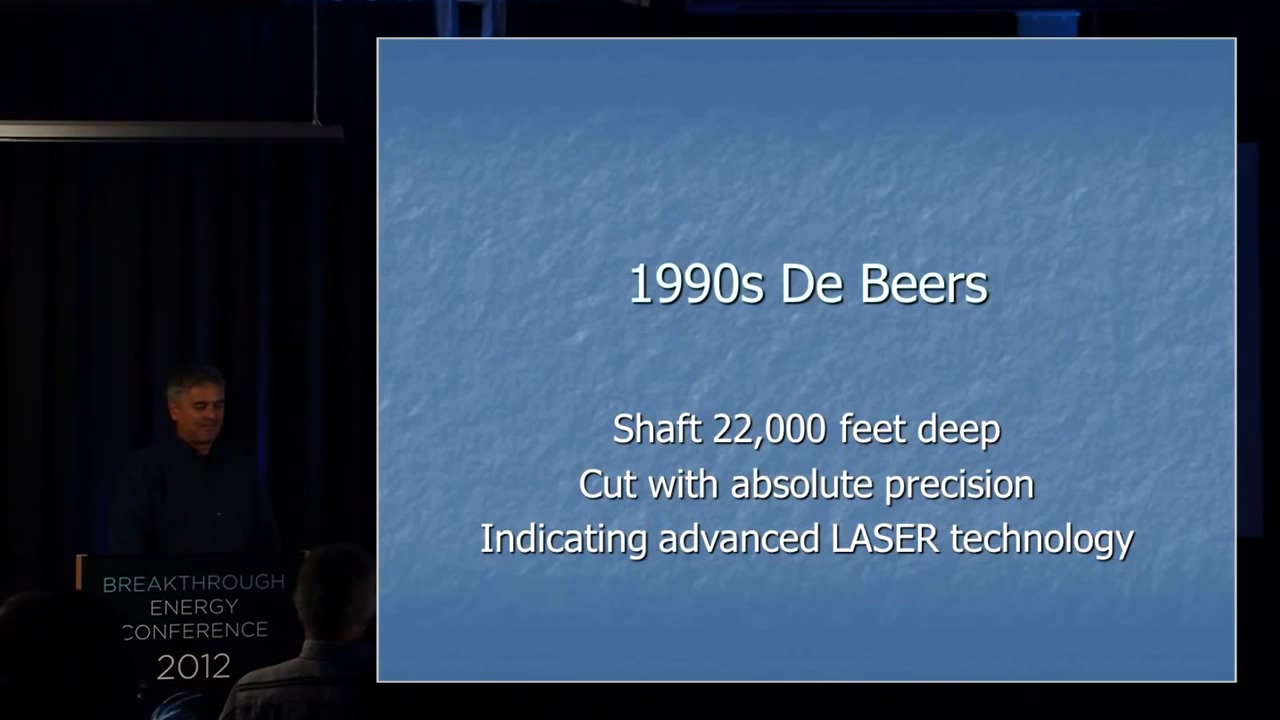 1990s De Beers
Shaft 22,000 feet deep
Cut with absolute precision
Indicating advanced LASER technology
BREAKTHROUGH
ENERGY
CONFERENCE
2012